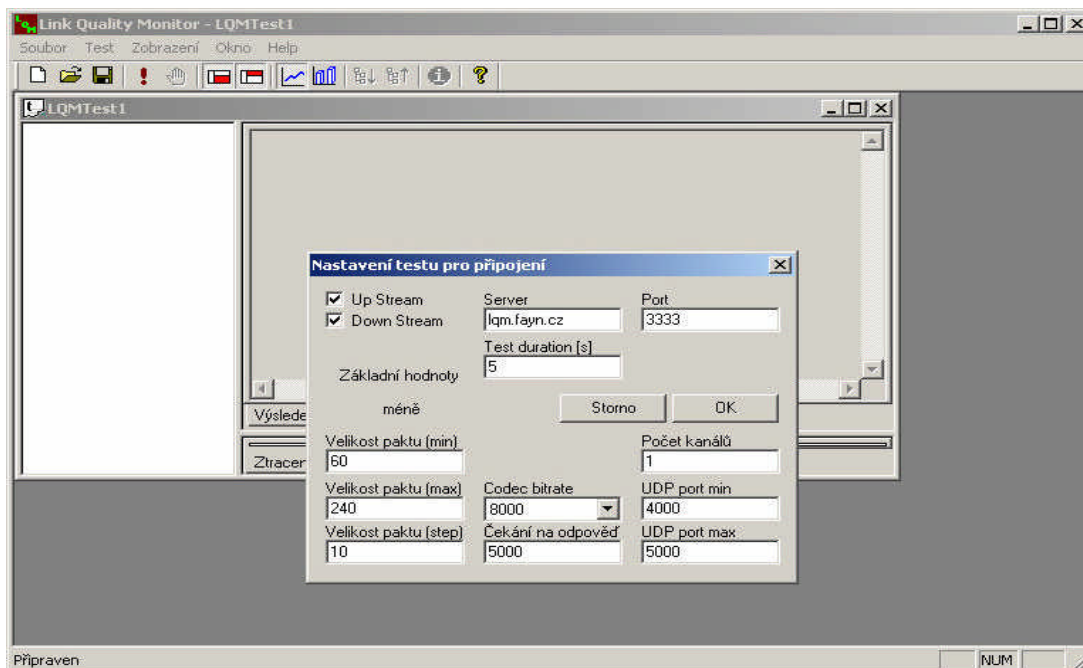 Link Quality Monitor - LQMTest1
Soubor Test Zobrazení Okno Help
LQMTest1
Nastavení testu pro připojení
Up Stream
Down Stream
Server
lqm.fayn.cz
Port
3333
Test duration [s]
5
Základní hodnoty
méně
Storno
OK
Výslede
Ztracen
Velikost paktu (min)
60
Počet kanálů
1
Velikost paktu (max)
240
Codec bitrate
8000
UDP port min
4000
Velikost paktu (step)
10
Čekání na odpověď
5000
UDP port max
5000
Připraven
NUM